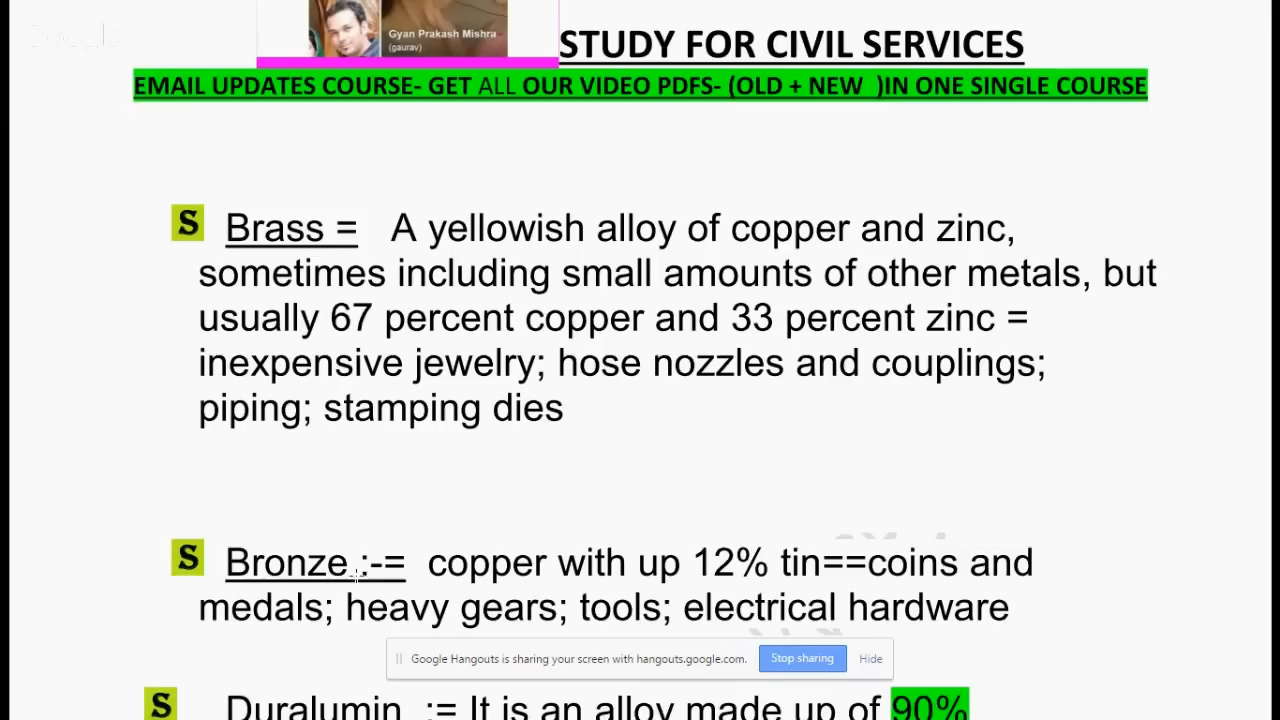 Google
Gyan Prakash Mishra
(gaurav)
STUDY FOR CIVIL SERVICES
EMAIL UPDATES COURSE- GET ALL OUR VIDEO PDFS- (OLD + NEW )IN ONE SINGLE COURSE
S Brass = A yellowish alloy of copper and zinc,
sometimes including small amounts of other metals, but
usually 67 percent copper and 33 percent zinc =
inexpensive jewelry; hose nozzles and couplings;
piping; stamping dies
S Bronze :-= copper with up 12% tin==coins and
medals; heavy gears; tools; electrical hardware
Google Hangouts is sharing your screen with hangouts.google.com. Stop sharing Hide
S Duralumin := It is an alloy made up of 90%